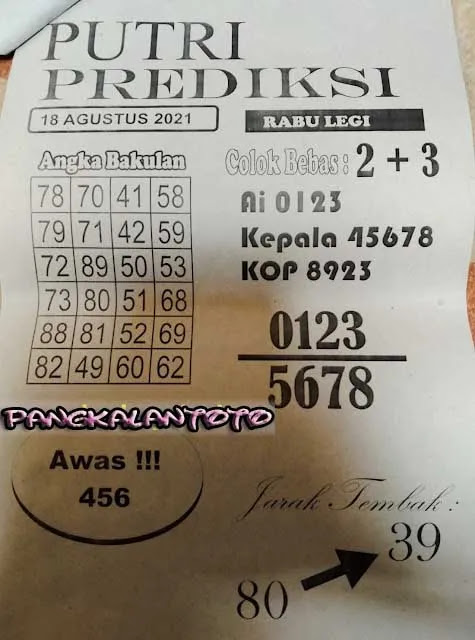 PUTRI
PREDIKSI
18 AGUSTUS 2021
RABU LEGI
Angka Bakulan
78 70 41 58
79 71 42 59
72 89 50 53
73 80 51 68
88 81 52 69
82 49 60 62
Colok Bebas : 2 + 3
Ai 0123
Kepala 45678
KOP 8923
0123
5678
PANGKALANTOTO
Awas !!!
456
Jarak Tembak :
39
80